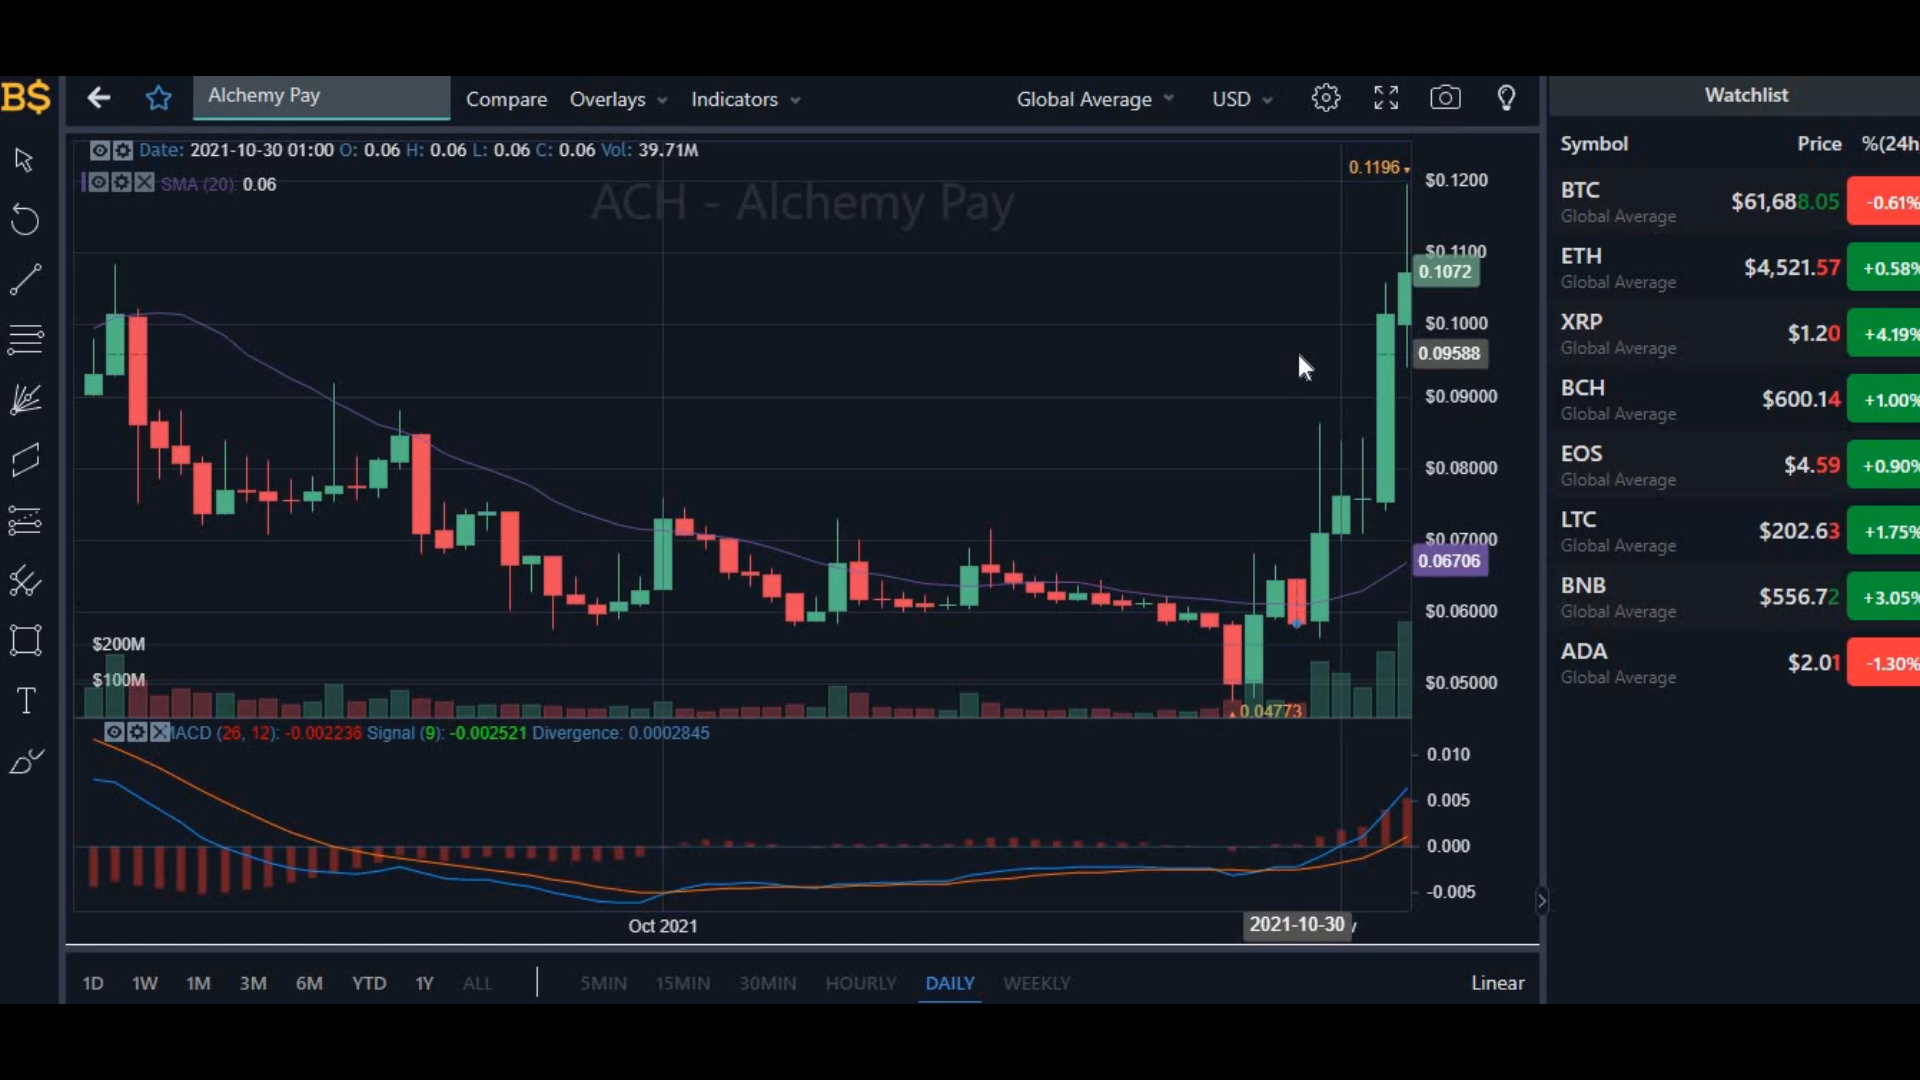 B$
Alchemy Pay
Compare Overlays Indicators Global Average USD
Date: 2021-10-30 01:00 O: 0.06 H: 0.06 L: 0.06 C: 0.06 Vol: 39.71M
SMA (20): 0.06
ACH - Alchemy Pay
0.1196
$0.1200
$0.1100
0.1072
$0.1000
0.09588
$0.09000
$0.08000
$0.07000
0.06706
$0.06000
$0.05000
$200M
$100M
0.04773
MACD (26, 12): -0.002236 Signal (9): -0.002521 Divergence: 0.0002845
0.010
0.005
0.000
-0.005
Oct 2021
2021-10-30
1D 1W 1M 3M 6M YTD 1Y ALL 5MIN 15MIN 30MIN HOURLY DAILY WEEKLY Linear
Watchlist
Symbol Price %(24h
BTC $61,688.05 -0.61%
Global Average
ETH $4,521.57 +0.58%
Global Average
XRP $1.20 +4.19%
Global Average
BCH $600.14 +1.00%
Global Average
EOS $4.59 +0.90%
Global Average
LTC $202.63 +1.75%
Global Average
BNB $556.72 +3.05%
Global Average
ADA $2.01 -1.30%
Global Average
T